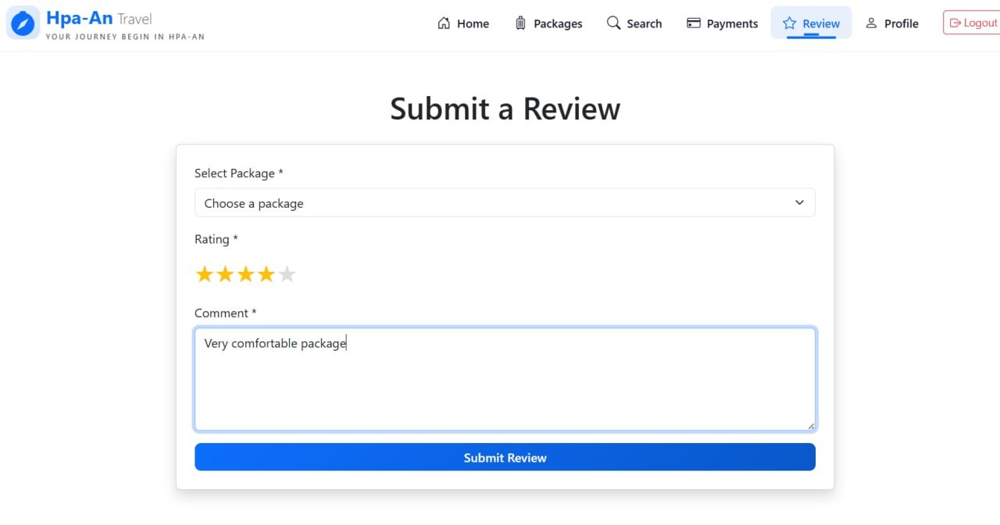 Hpa-An Travel
YOUR JOURNEY BEGIN IN HPA-AN
Home Packages Search Payments Review Profile Logout
Submit a Review
Select Package *
Choose a package
Rating *
Comment *
Very comfortable package
Submit Review